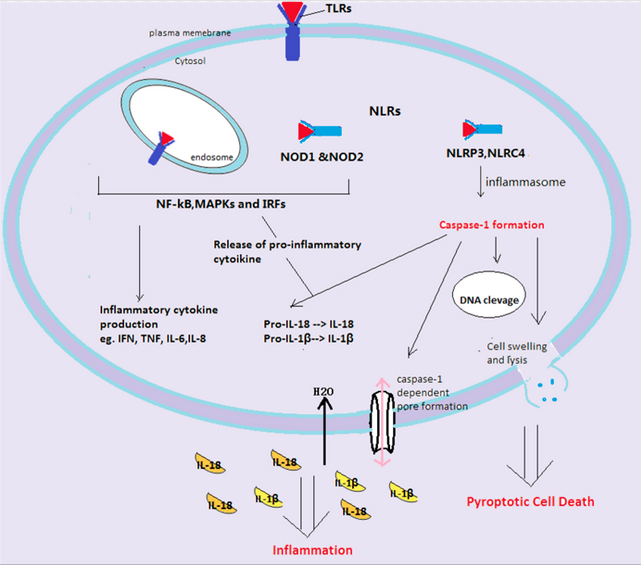 TLRs
plasma memebrane
Cytosol
NLRs
endosome
NOD1 &NOD2
NLRP3,NLRC4
inflammasome
NF-kB,MAPKs and IRFs
Caspase-1 formation
Release of pro-inflammatory
cytoikine
DNA clevage
Inflammatory cytokine
production
eg. IFN, TNF, IL-6,IL-8
Pro-IL-18 --> IL-18
Pro-IL-1β--> IL-1β
Cell swelling
and lysis
caspase-1
dependent
pore formation
H2O
IL-18
IL-18
IL-1β
IL-1β
IL-18
IL-1β
IL-18
Pyroptotic Cell Death
Inflammation